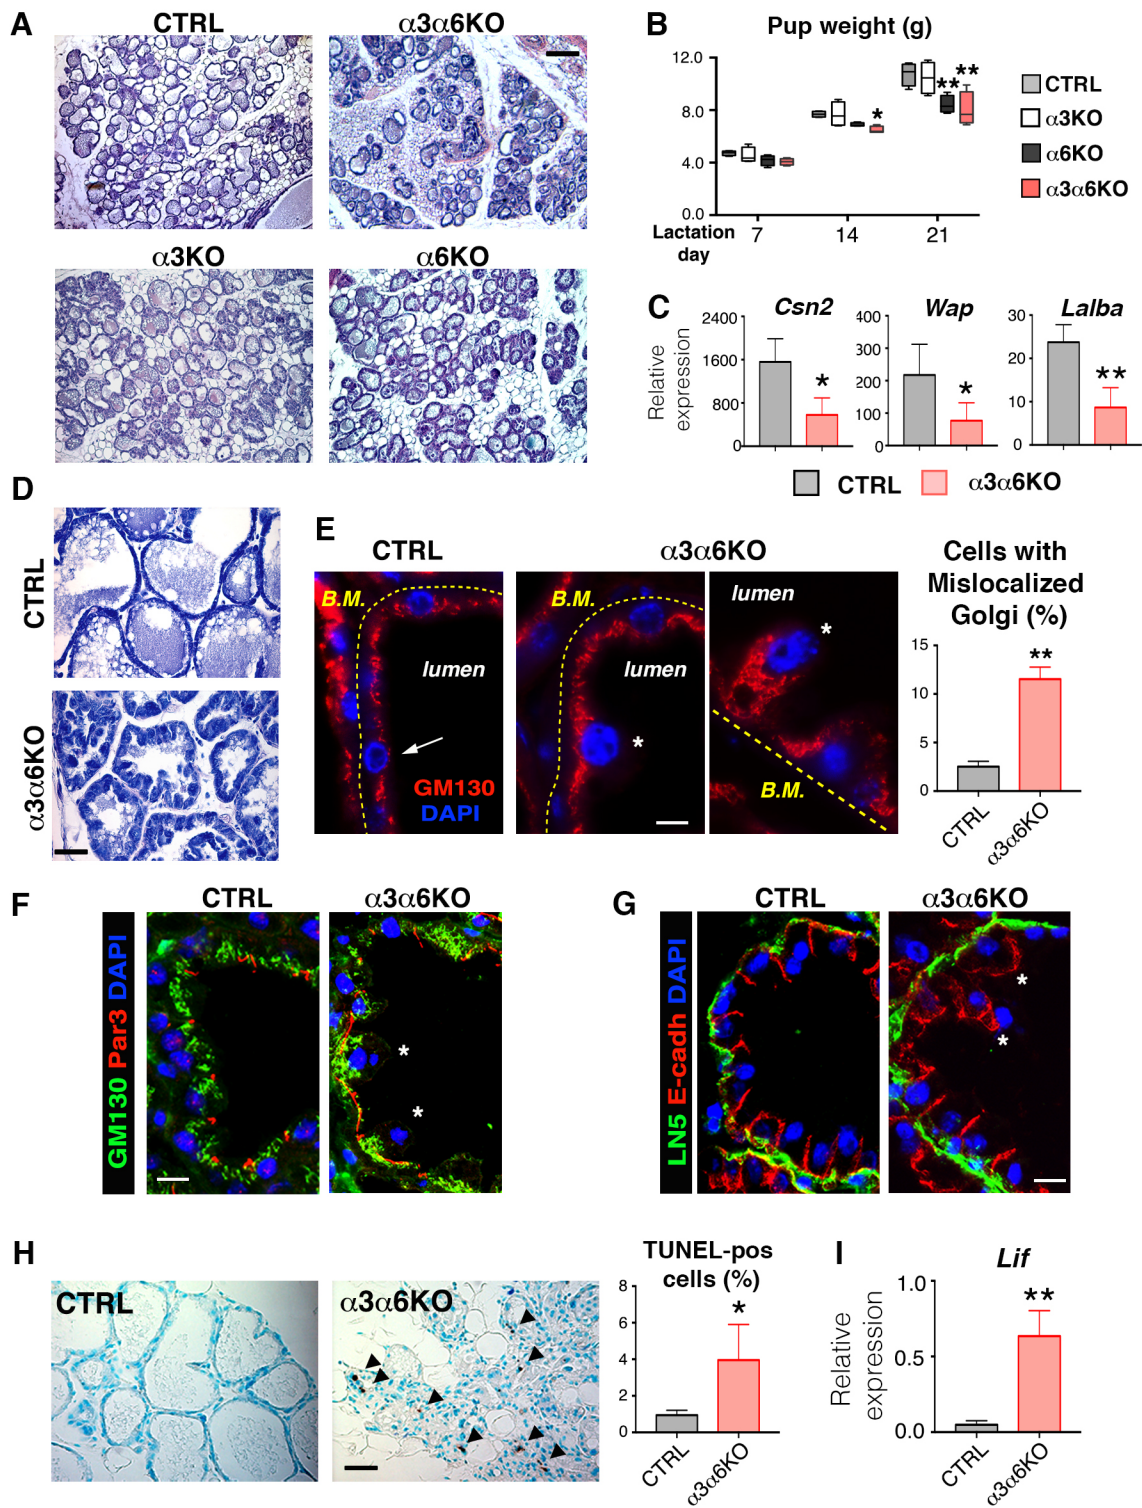 A
CTRL
α3α6KO
α3KO
α6KO
B
Pup weight (g)
12.0
8.0
4.0
0.0
* ** **
Lactation day
7
14
21
CTRL
α3KO
α6KO
α3α6KO
C
Relative expression
Csn2
2400
1600
800
0
*
Wap
400
300
200
100
0
*
Lalba
30
20
10
0
**
CTRL
α3α6KO
D
CTRL
α3α6KO
E
CTRL
α3α6KO
B.M.
lumen
GM130
DAPI
B.M.
lumen
*
lumen
*
B.M.
Cells with
Mislocalized
Golgi (%)
15
10
5
0
**
CTRL
α3α6KO
F
CTRL
α3α6KO
GM130 Par3 DAPI
*
*
G
CTRL
α3α6KO
LN5 E-cadh DAPI
*
*
H
CTRL
α3α6KO
TUNEL-pos
cells (%)
8
6
4
2
0
*
CTRL
α3α6KO
I
Lif
Relative
expression
1.0
0.5
0.0
**
CTRL
α3α6KO